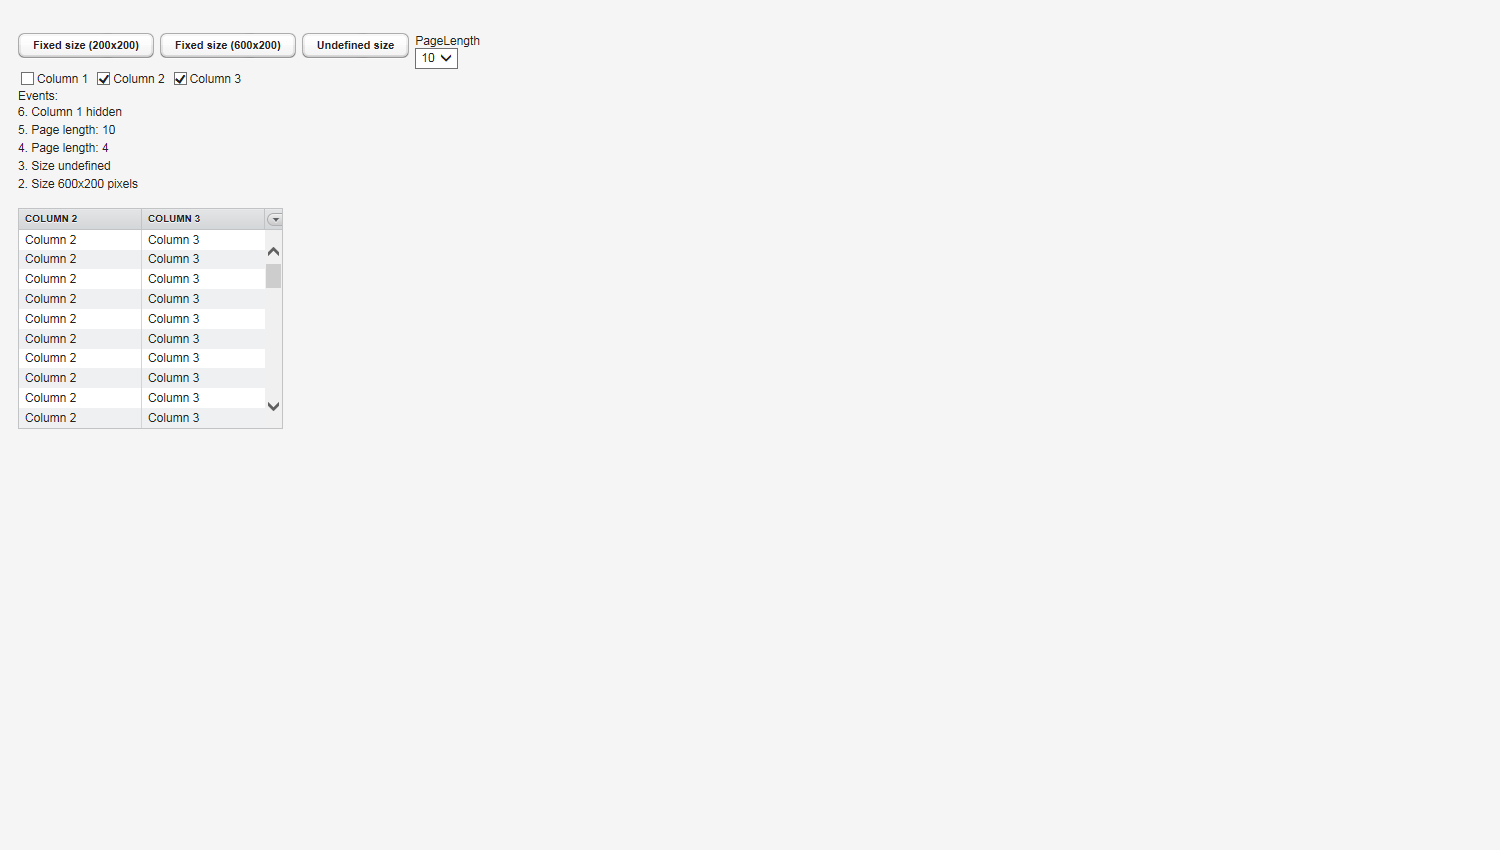 Fixed size (200x200) Fixed size (600x200) Undefined size PageLength
10
Column 1 Column 2 Column 3
Events:
6. Column 1 hidden
5. Page length: 10
4. Page length: 4
3. Size undefined
2. Size 600x200 pixels
COLUMN 2 COLUMN 3
Column 2 Column 3
Column 2 Column 3
Column 2 Column 3
Column 2 Column 3
Column 2 Column 3
Column 2 Column 3
Column 2 Column 3
Column 2 Column 3
Column 2 Column 3
Column 2 Column 3